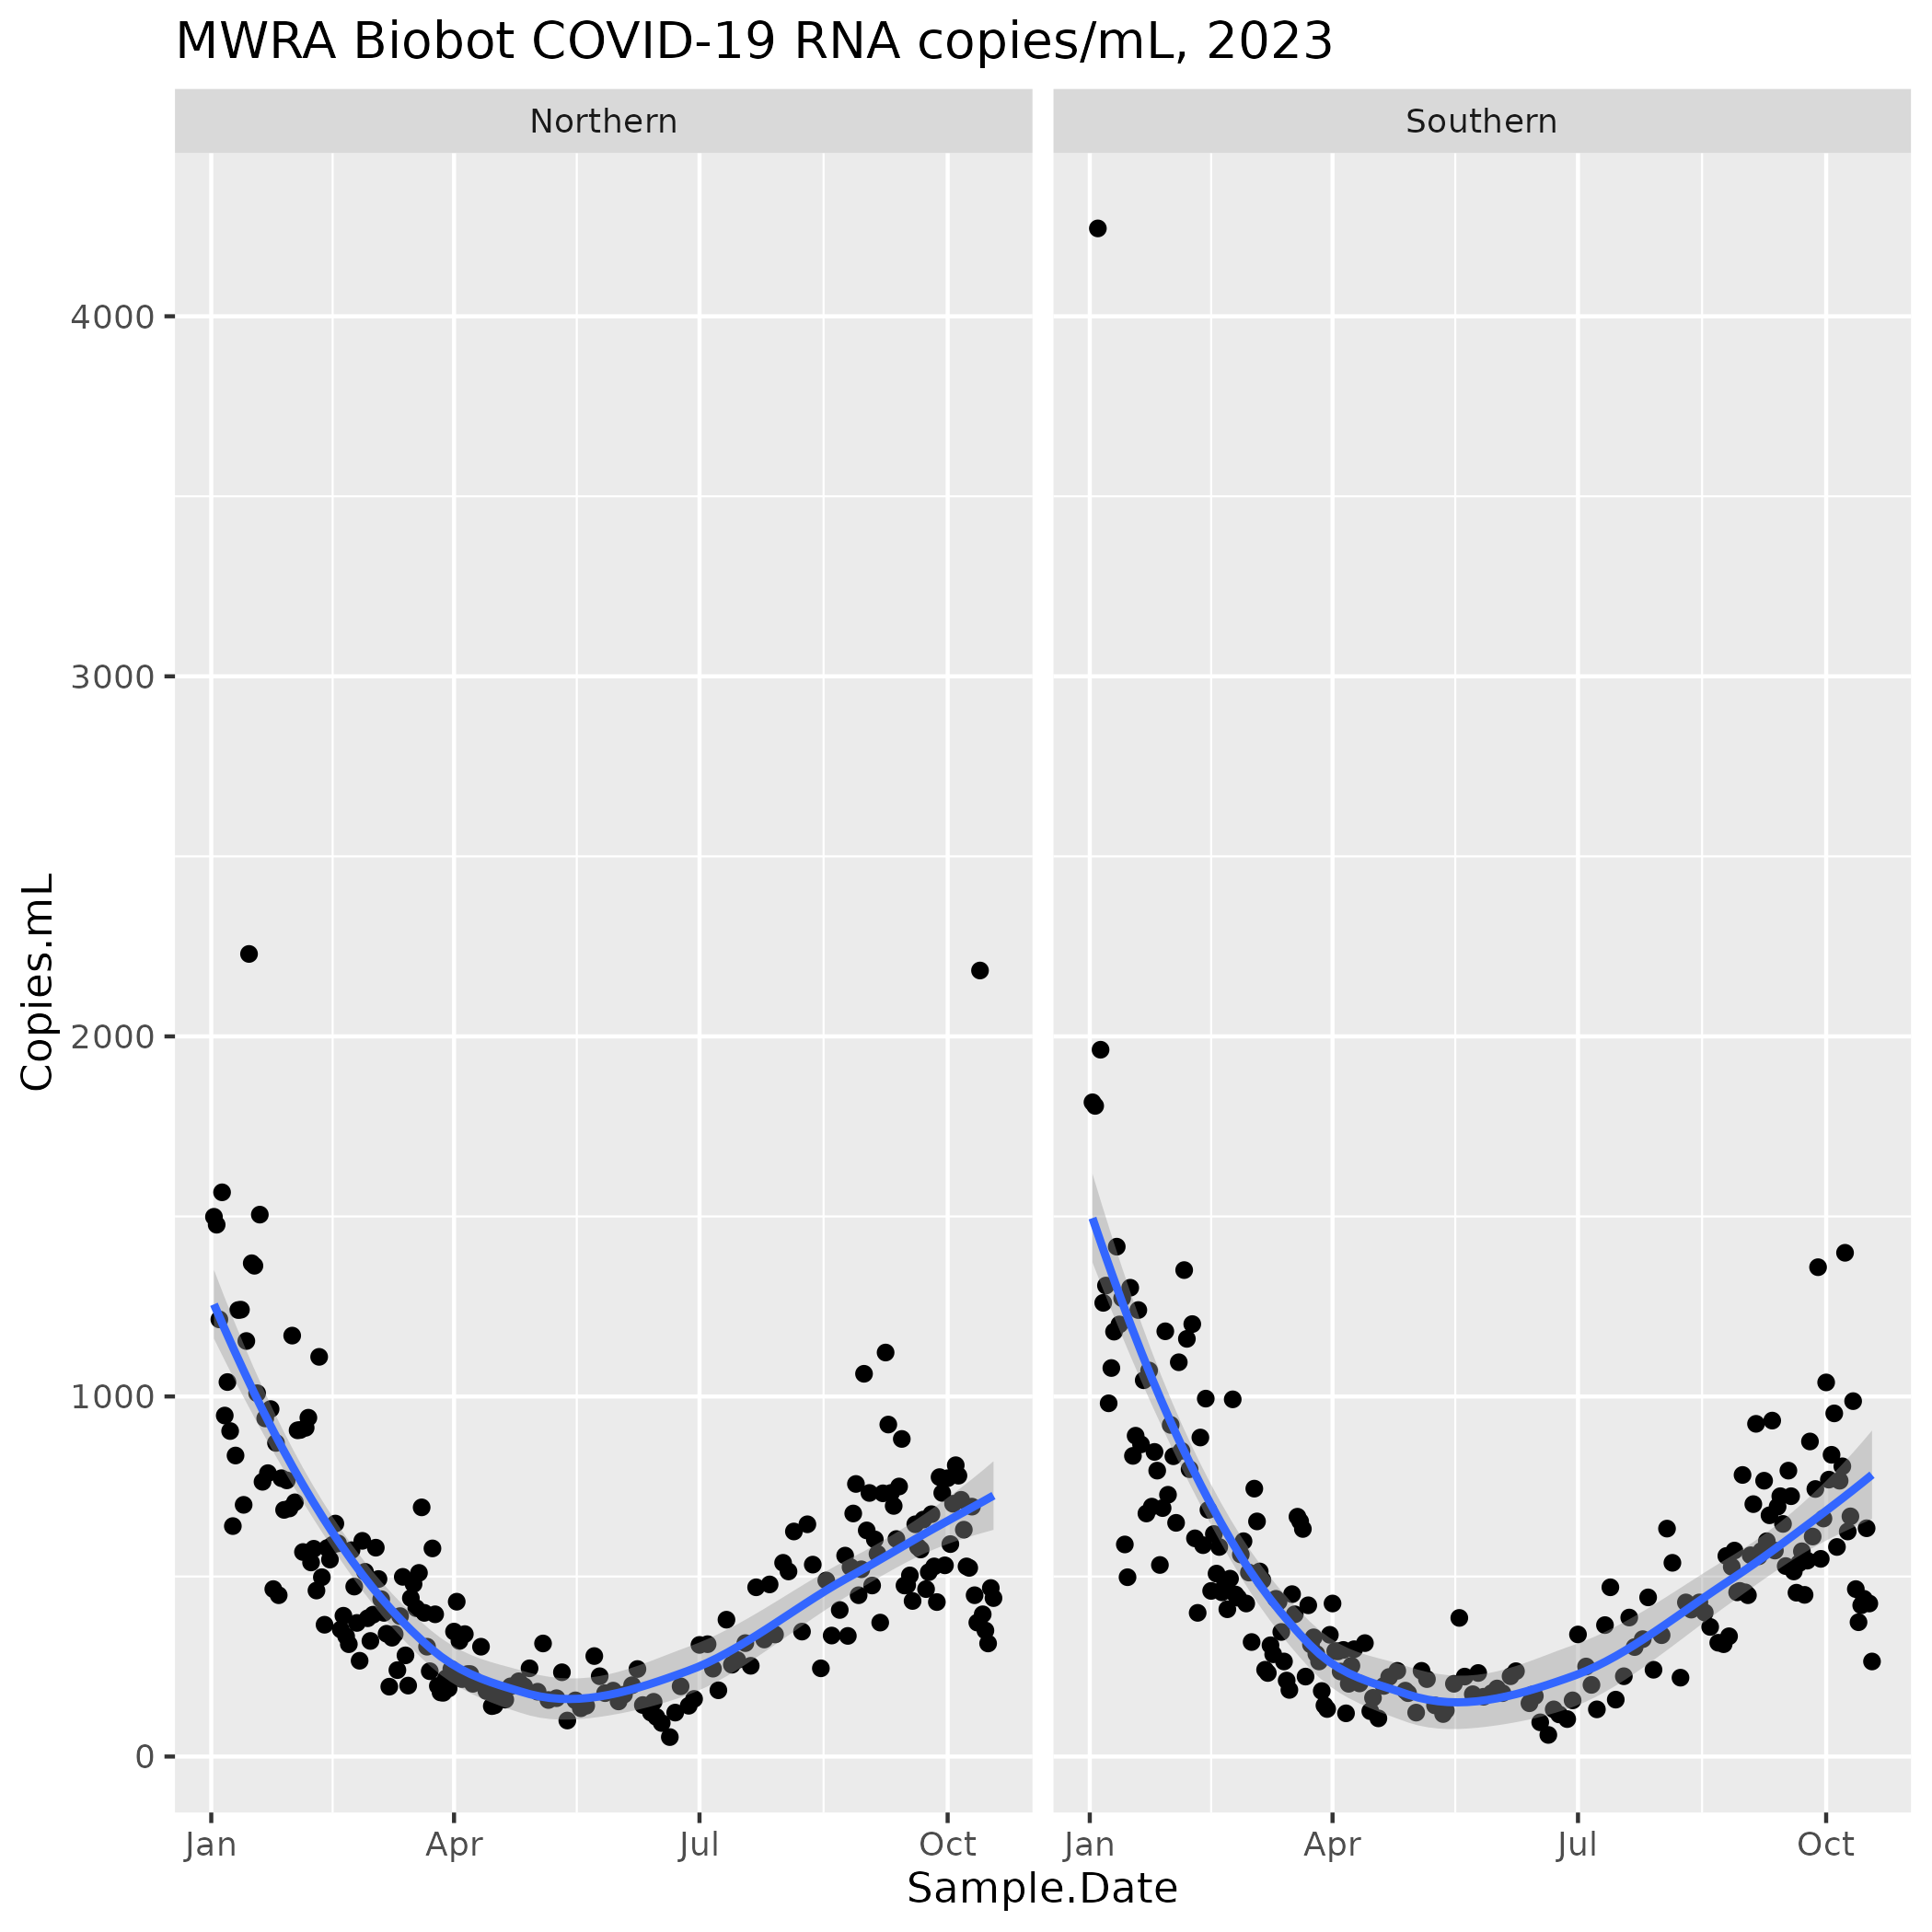 MWRA Biobot COVID-19 RNA copies/mL, 2023
Northern
Southern
Copies.mL
4000
3000
2000
1000
0
Jan
Apr
Jul
Oct
Jan
Apr
Jul
Oct
Sample.Date